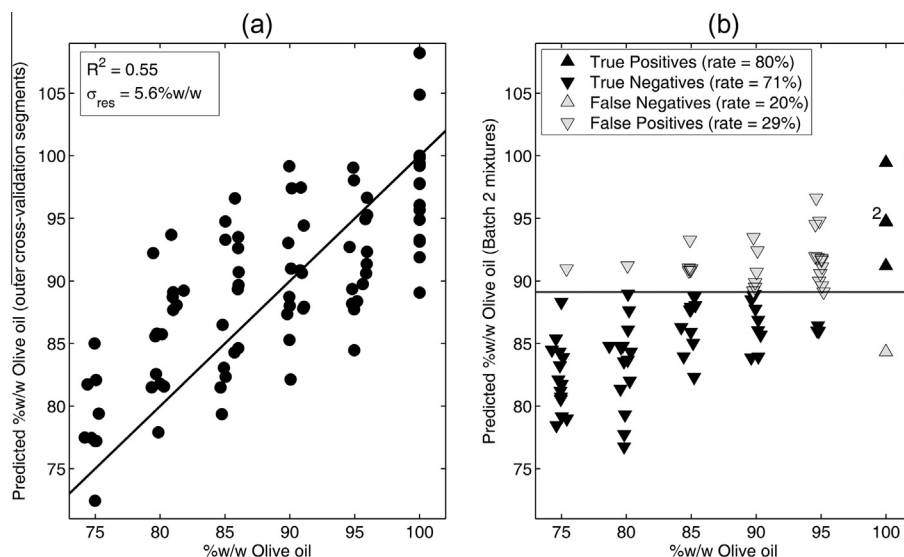 (a)
(b)
R² = 0.55
σres = 5.6%w/w
Predicted %w/w Olive oil (outer cross-validation segments)
105
100
95
90
85
80
75
75 80 85 90 95 100
%w/w Olive oil
True Positives (rate = 80%)
True Negatives (rate = 71%)
False Negatives (rate = 20%)
False Positives (rate = 29%)
Predicted %w/w Olive oil (Batch 2 mixtures)
105
100
95
90
85
80
75
2
75 80 85 90 95 100
%w/w Olive oil